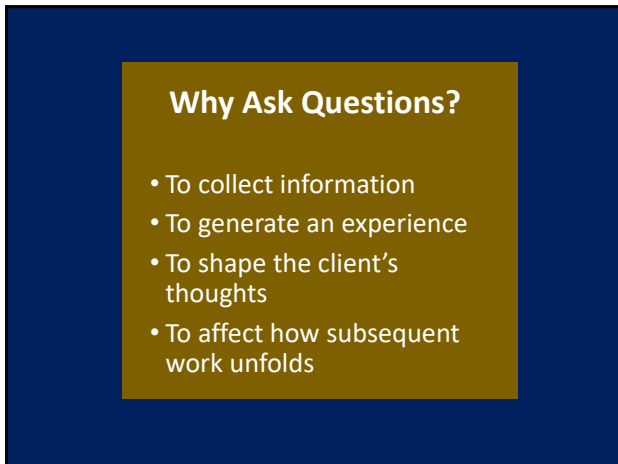 Why Ask Questions?
• To collect information
• To generate an experience
• To shape the client’s
thoughts
• To affect how subsequent
work unfolds